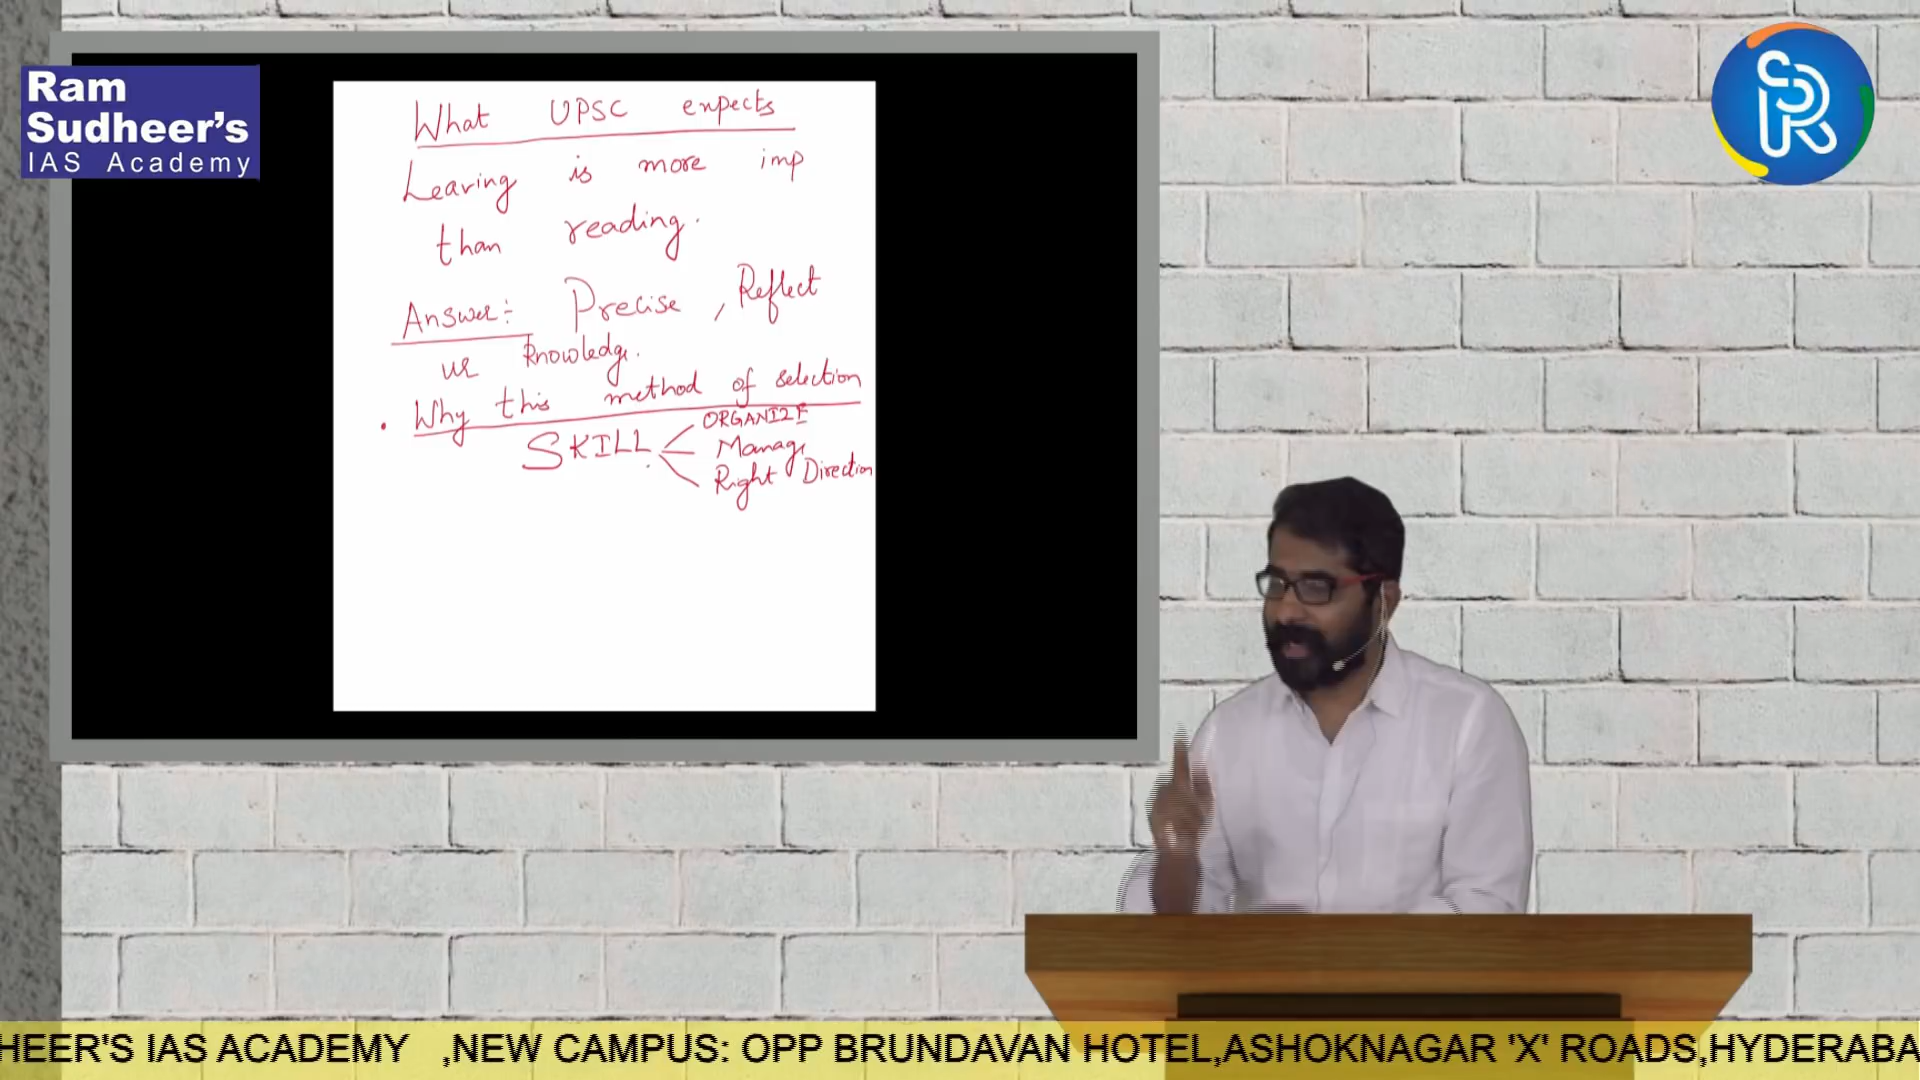 Ram
Sudheer's
IAS Academy
What UPSC expects
Learing is more imp
than reading.
Answer:- Precise, Reflect
ur knowledge.
. Why this method of selection
SKILL
ORGANIZE
Manage
Right Direction
HEER'S IAS ACADEMY ,NEW CAMPUS: OPP BRUNDAVAN HOTEL,ASHOKNAGAR 'X' ROADS,HYDERABA